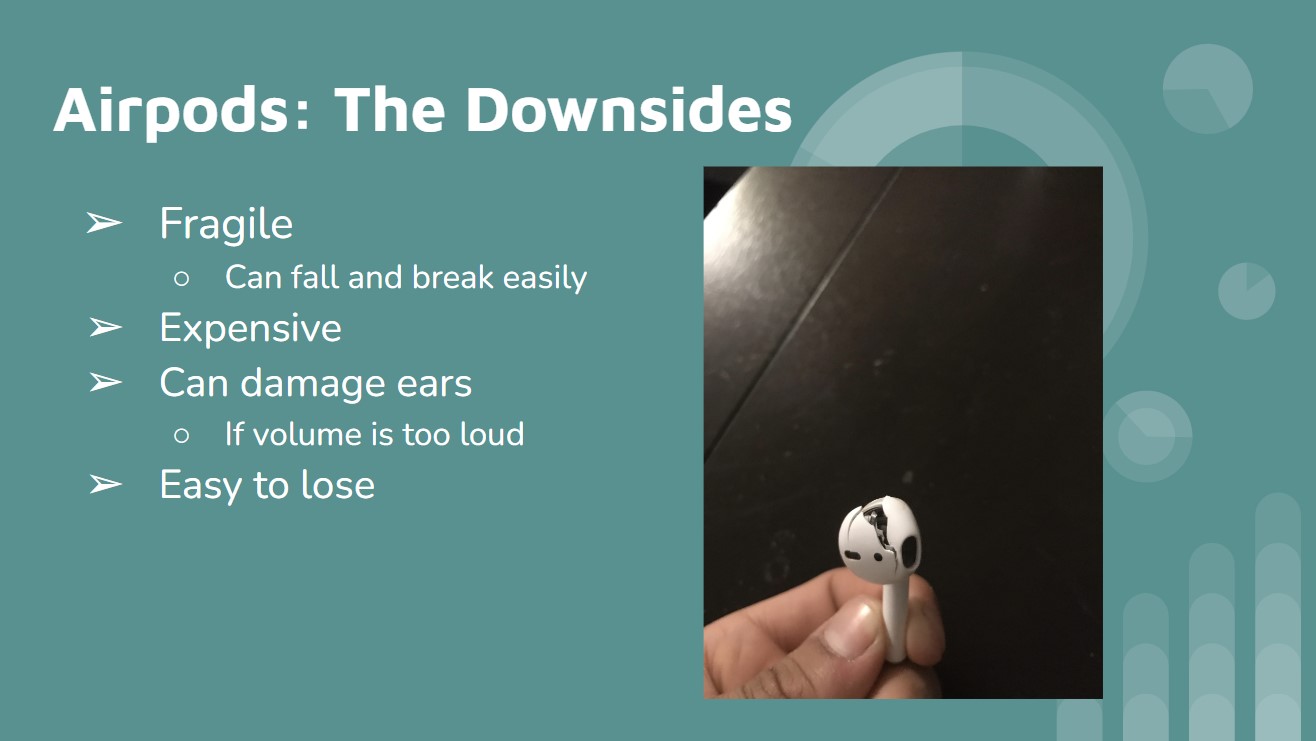 Airpods: The Downsides
➢ Fragile
○ Can fall and break easily
➢ Expensive
➢ Can damage ears
○ If volume is too loud
➢ Easy to lose